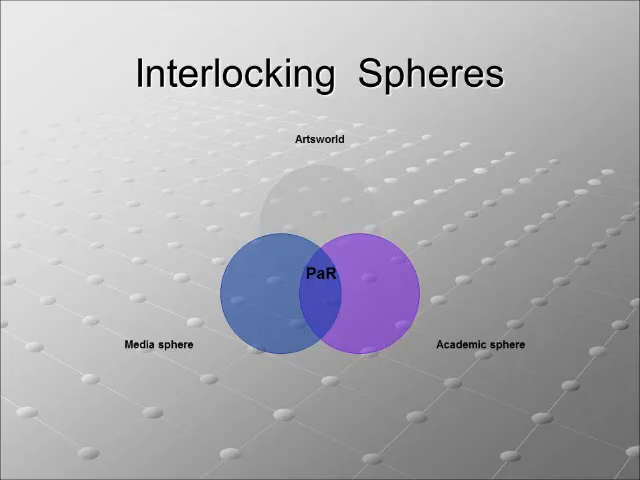 Interlocking Spheres
Artsworld
PaR
Media sphere
Academic sphere